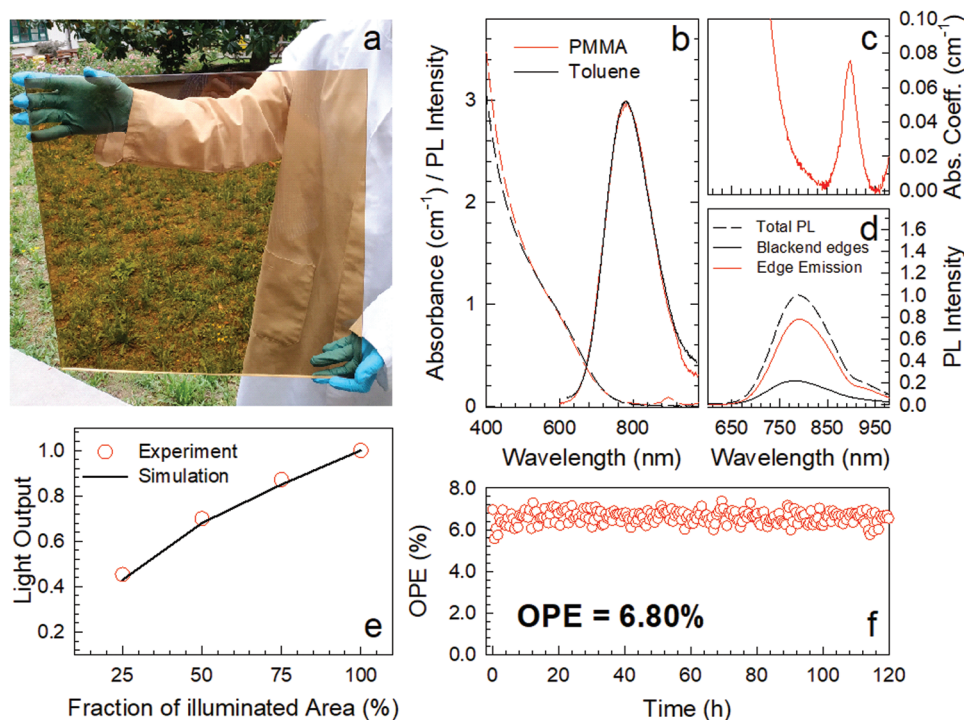 a
b
PMMA
Toluene
Absorbance (cm⁻¹) / PL Intensity
3
2
1
0
400
600
800
Wavelength (nm)
c
0.10
0.08
0.06
0.04
0.02
0.00
Abs. Coeff. (cm⁻¹)
d
Total PL
Blackend edges
Edge Emission
1.6
1.4
1.2
1.0
0.8
0.6
0.4
0.2
0.0
PL Intensity
650
750
850
950
Wavelength (nm)
Experiment
Simulation
Light Output
1.0
0.8
0.6
0.4
0.2
e
25
50
75
100
Fraction of illuminated Area (%)
OPE (%)
8.0
6.0
4.0
2.0
0.0
OPE = 6.80%
f
0
20
40
60
80
100
120
Time (h)